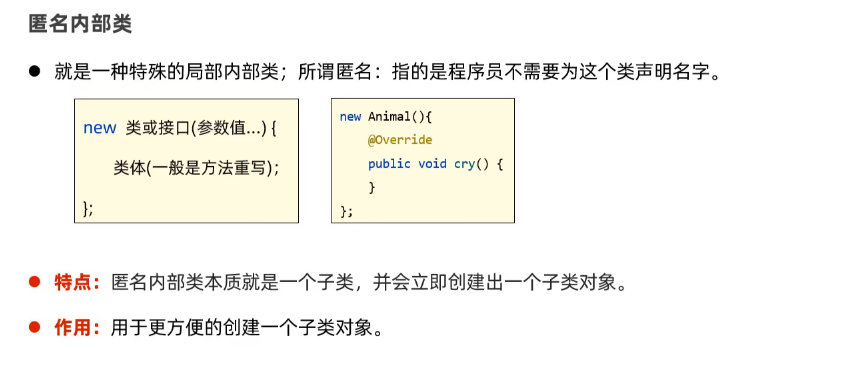 匿名内部类
就是一种特殊的局部内部类；所谓匿名：指的是程序员不需要为这个类声明名字。
new 类或接口(参数值...) {
类体(一般是方法重写);
};
new Animal(){
@Override
public void cry() {
}
};
特点：匿名内部类本质就是一个子类，并会立即创建出一个子类对象。
作用：用于更方便的创建一个子类对象。